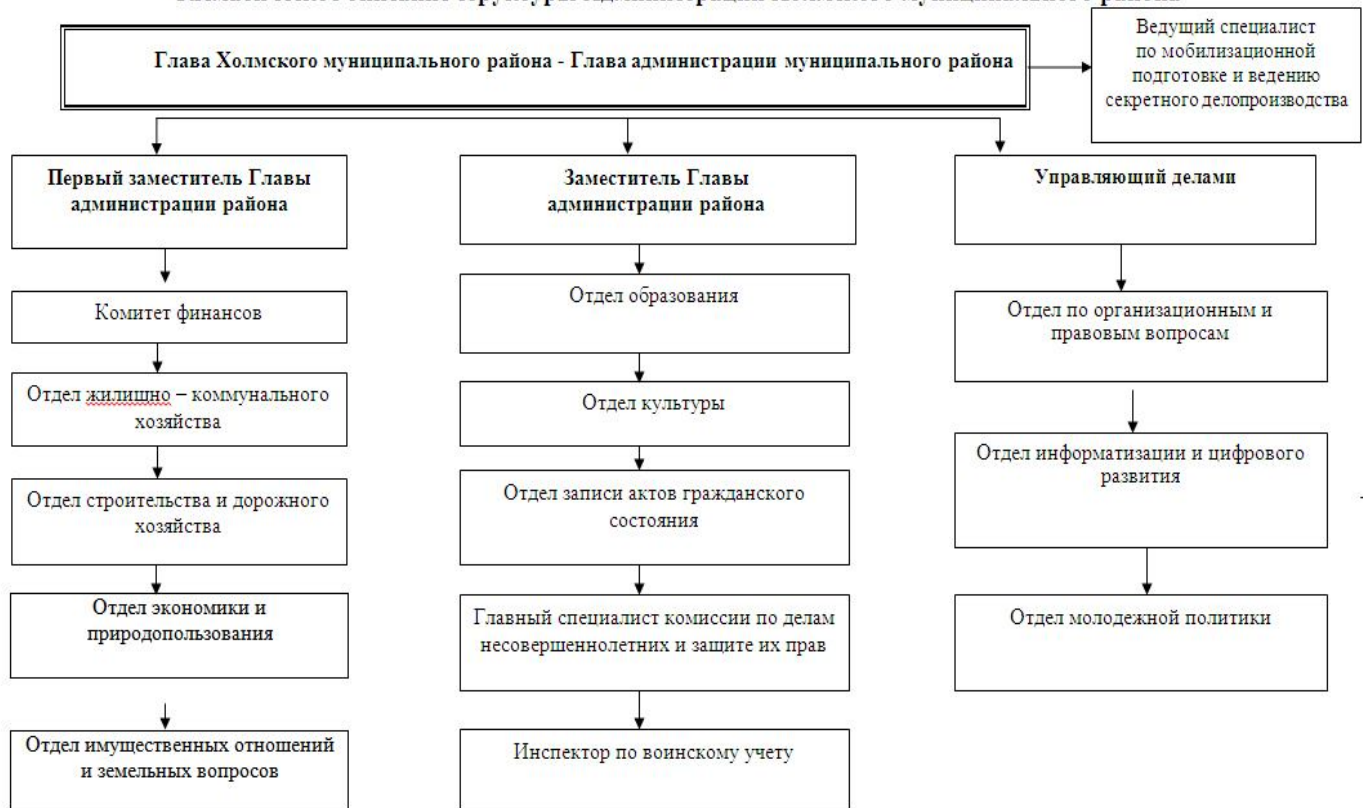 Глава Холмского муниципального района - Глава администрации муниципального района
Ведущий специалист
по мобилизационной
подготовке и ведению
секретного делопроизводства
Первый заместитель Главы
администрации района
Комитет финансов
Отдел жилищно – коммунального
хозяйства
Отдел строительства и дорожного
хозяйства
Отдел экономики и
природопользования
Отдел имущественных отношений
и земельных вопросов
Заместитель Главы
администрации района
Отдел образования
Отдел культуры
Отдел записи актов гражданского
состояния
Главный специалист комиссии по делам
несовершеннолетних и защите их прав
Инспектор по воинскому учету
Управляющий делами
Отдел по организационным и
правовым вопросам
Отдел информатизации и цифрового
развития
Отдел молодежной политики